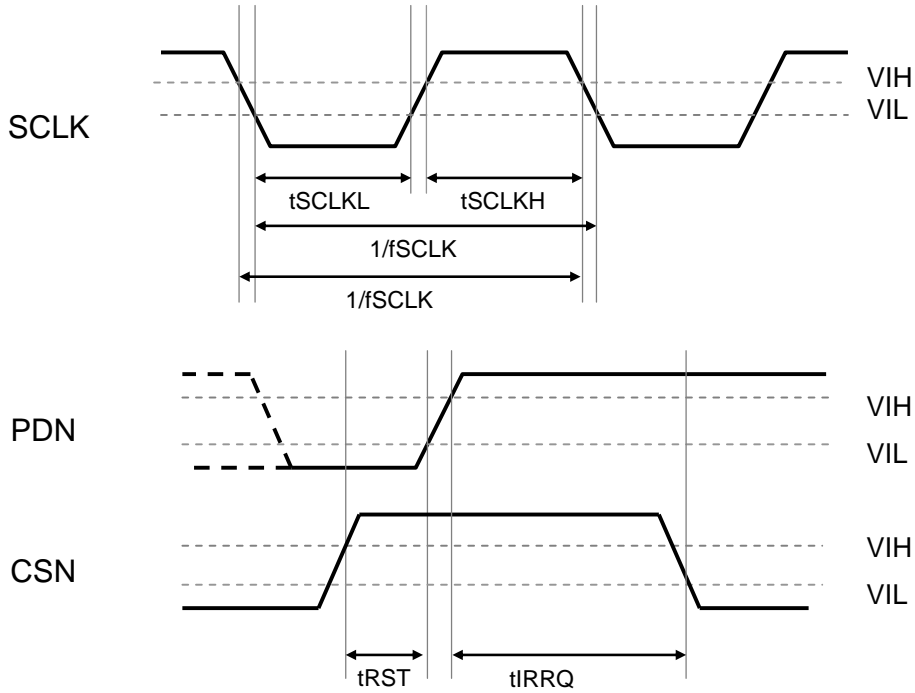 VIH
SCLK
VIL
tSCLKL
tSCLKH
1/fSCLK
1/fSCLK
VIH
PDN
VIL
VIH
CSN
VIL
tRST
tIRRQ